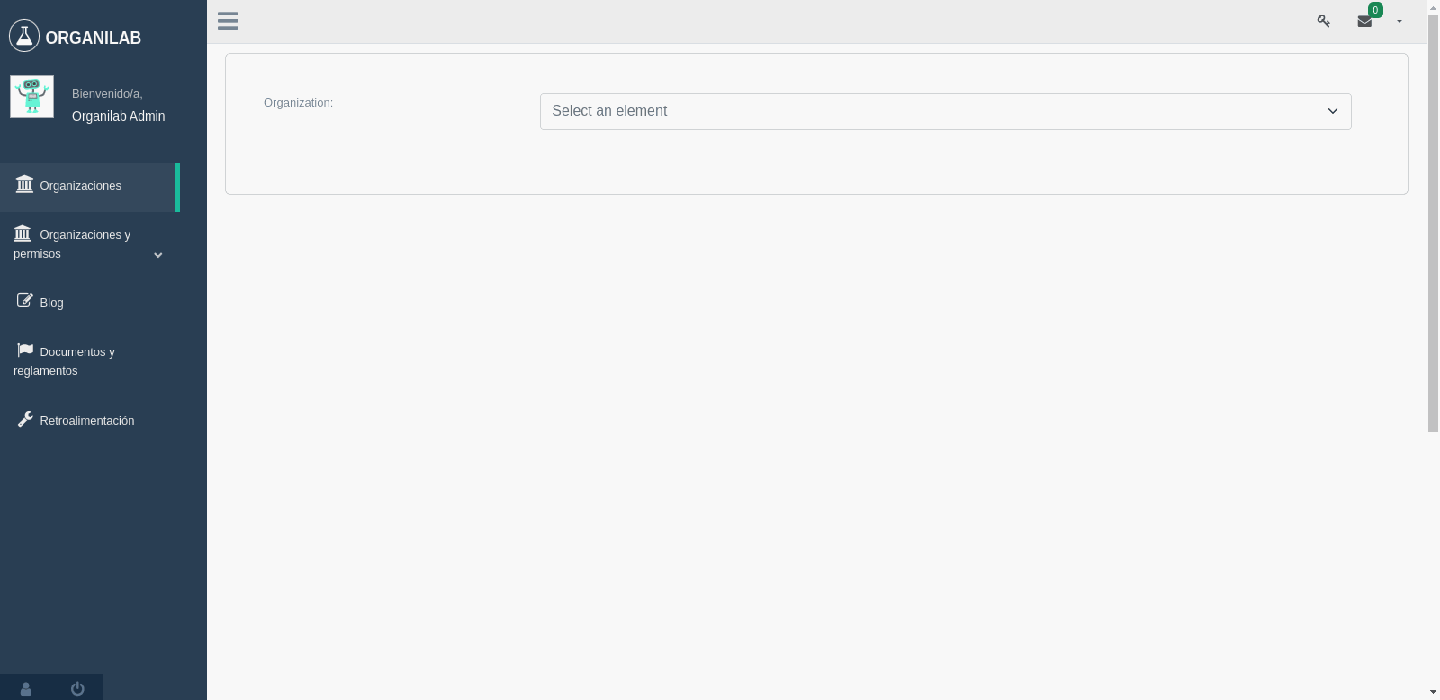 ORGANILAB
0
Bienvenido/a,
Organilab Admin
Organization:
Select an element
Organizaciones
Organizaciones y
permisos
Blog
Documentos y
reglamentos
Retroalimentación